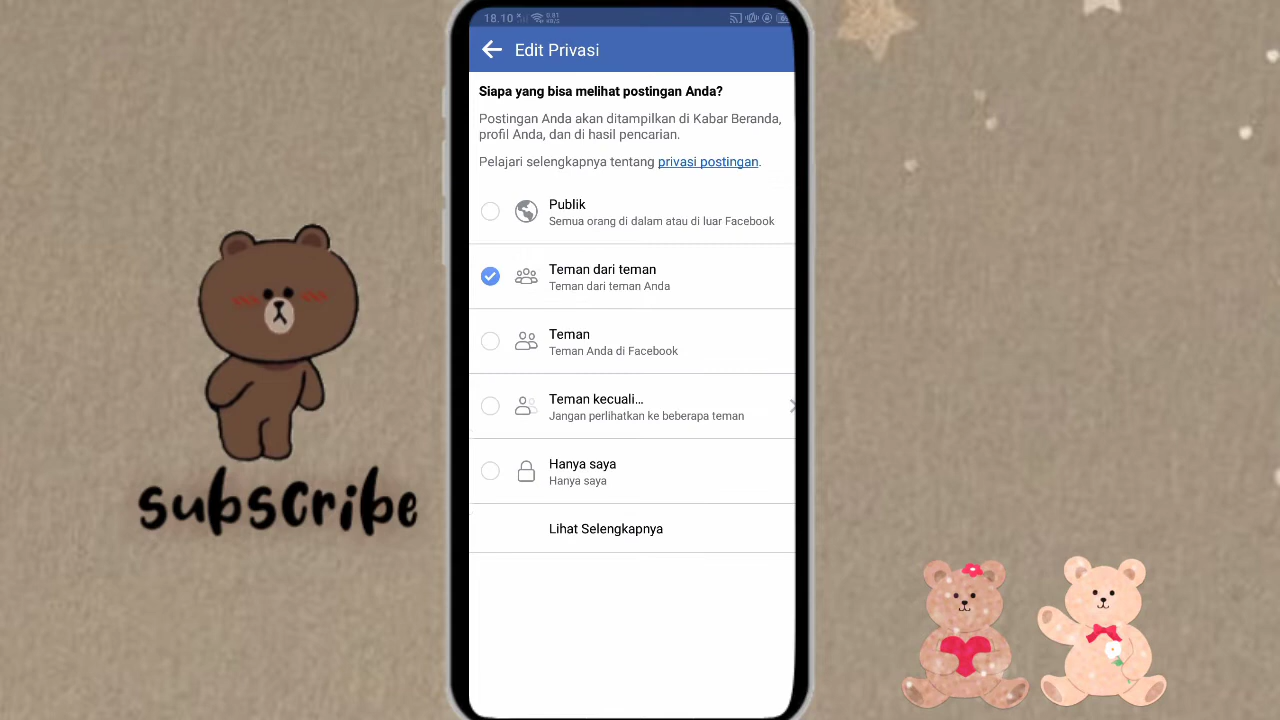 18.10
Edit Privasi
Siapa yang bisa melihat postingan Anda?
Postingan Anda akan ditampilkan di Kabar Beranda,
profil Anda, dan di hasil pencarian.
Pelajari selengkapnya tentang privasi postingan.
Publik
Semua orang di dalam atau di luar Facebook
Teman dari teman
Teman dari teman Anda
Teman
Teman Anda di Facebook
Teman kecuali...
Jangan perlihatkan ke beberapa teman
Hanya saya
Hanya saya
Lihat Selengkapnya
subscribe